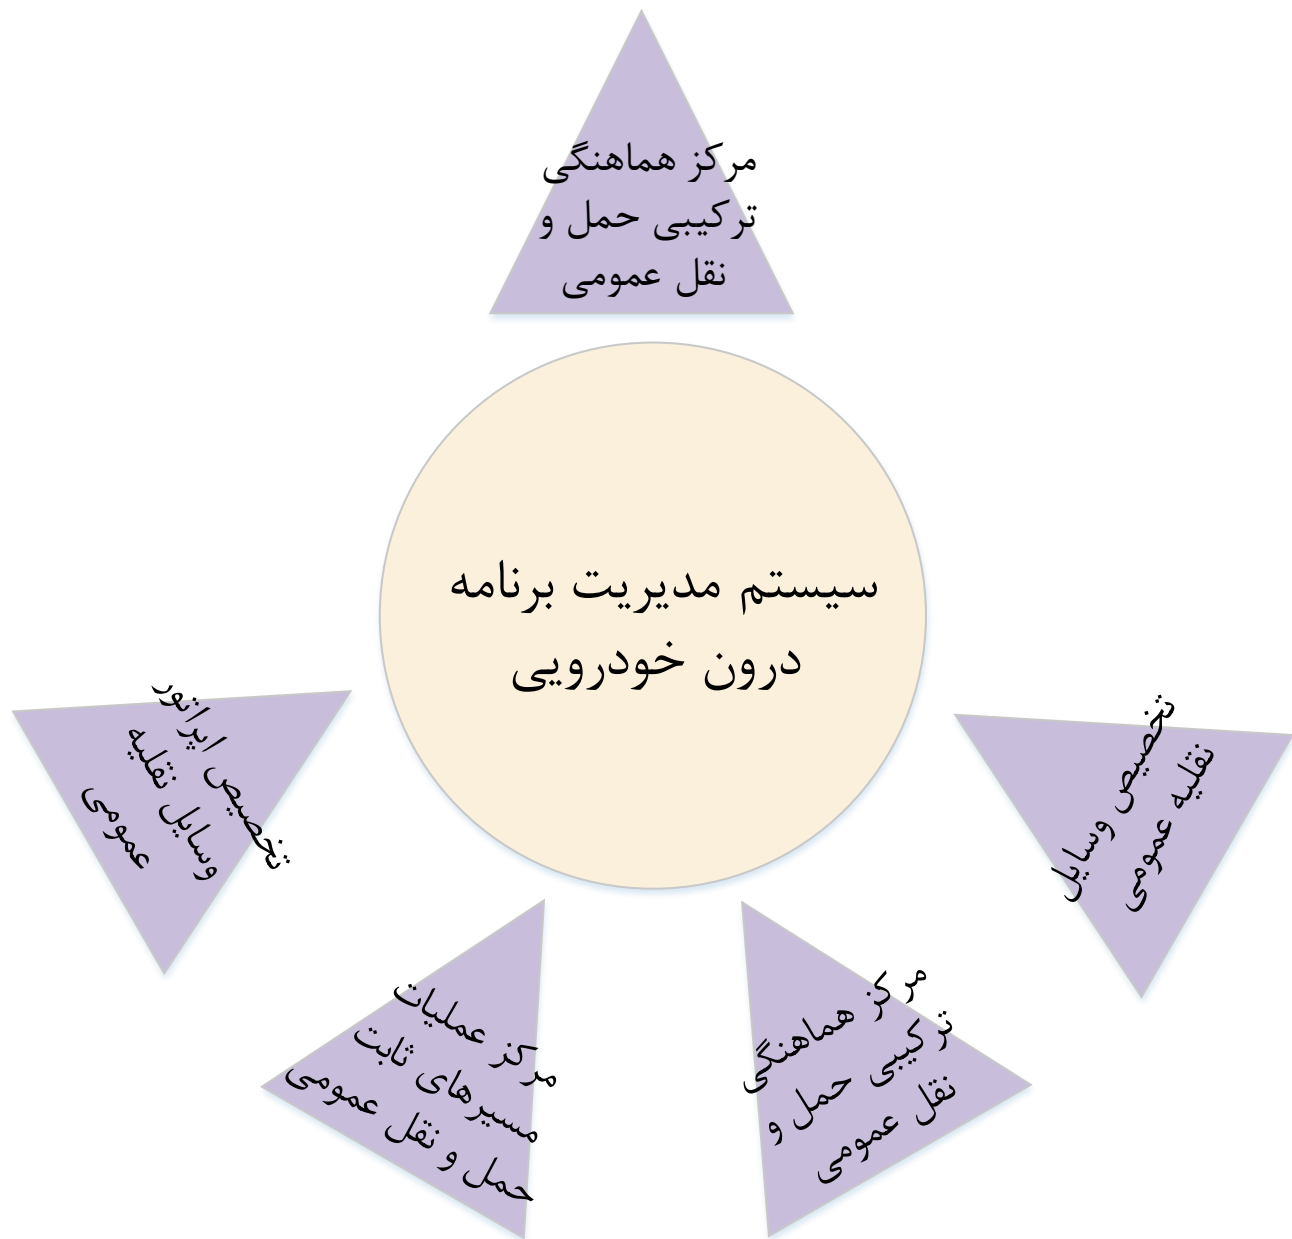 مرکز هماهنگی
ترکیبی حمل و
نقل عمومی
سیستم مدیریت برنامه
درون خودرویی
تخصیص وسایل
نقلیه عمومی
تخصیص اپراتور
وسایل نقلیه
عمومی
مرکز هماهنگی
ترکیبی حمل و
نقل عمومی
مرکز عملیات
مسیرهای ثابت
حمل و نقل عمومی